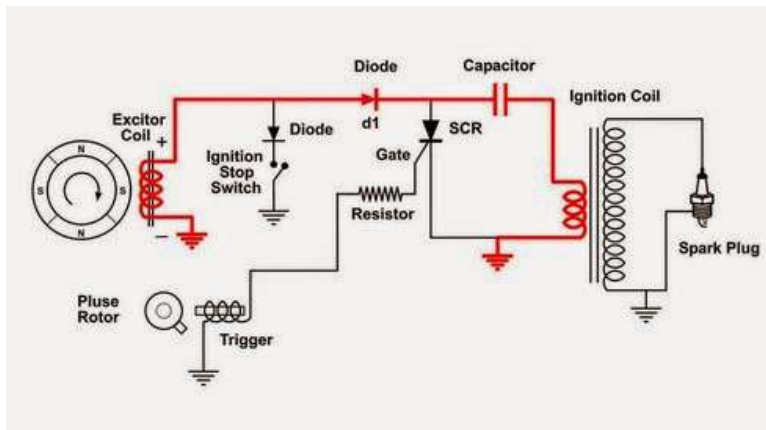 Diode
Capacitor
Ignition Coil
Excitor
Coil
+
Diode
d1
SCR
Ignition
Stop
Switch
Gate
N
S
S
N
–
Resistor
Spark Plug
Pluse
Rotor
Trigger